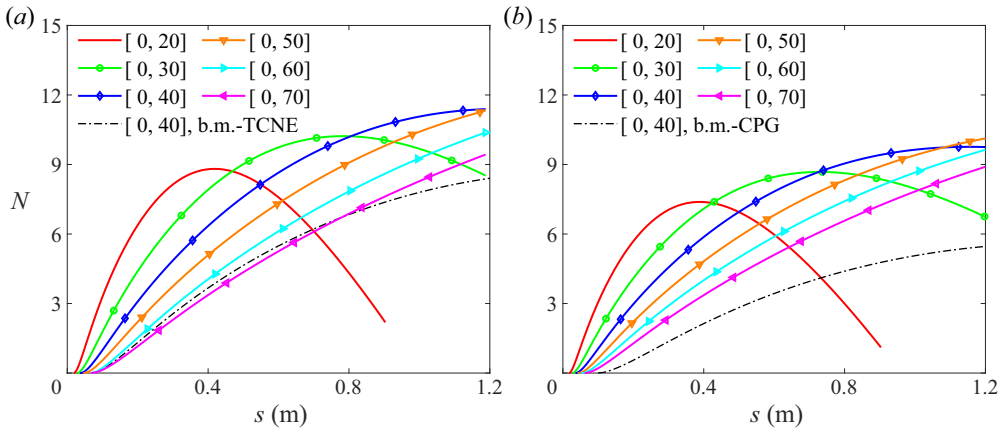 (a)
15
[ 0, 20] [ 0, 50]
[ 0, 30] [ 0, 60]
[ 0, 40] [ 0, 70]
[ 0, 40], b.m.-TCNE
12
9
N
6
3
0 0.4 0.8 1.2
s (m)
(b)
15
[ 0, 20] [ 0, 50]
[ 0, 30] [ 0, 60]
[ 0, 40] [ 0, 70]
[ 0, 40], b.m.-CPG
12
9
6
3
0 0.4 0.8 1.2
s (m)